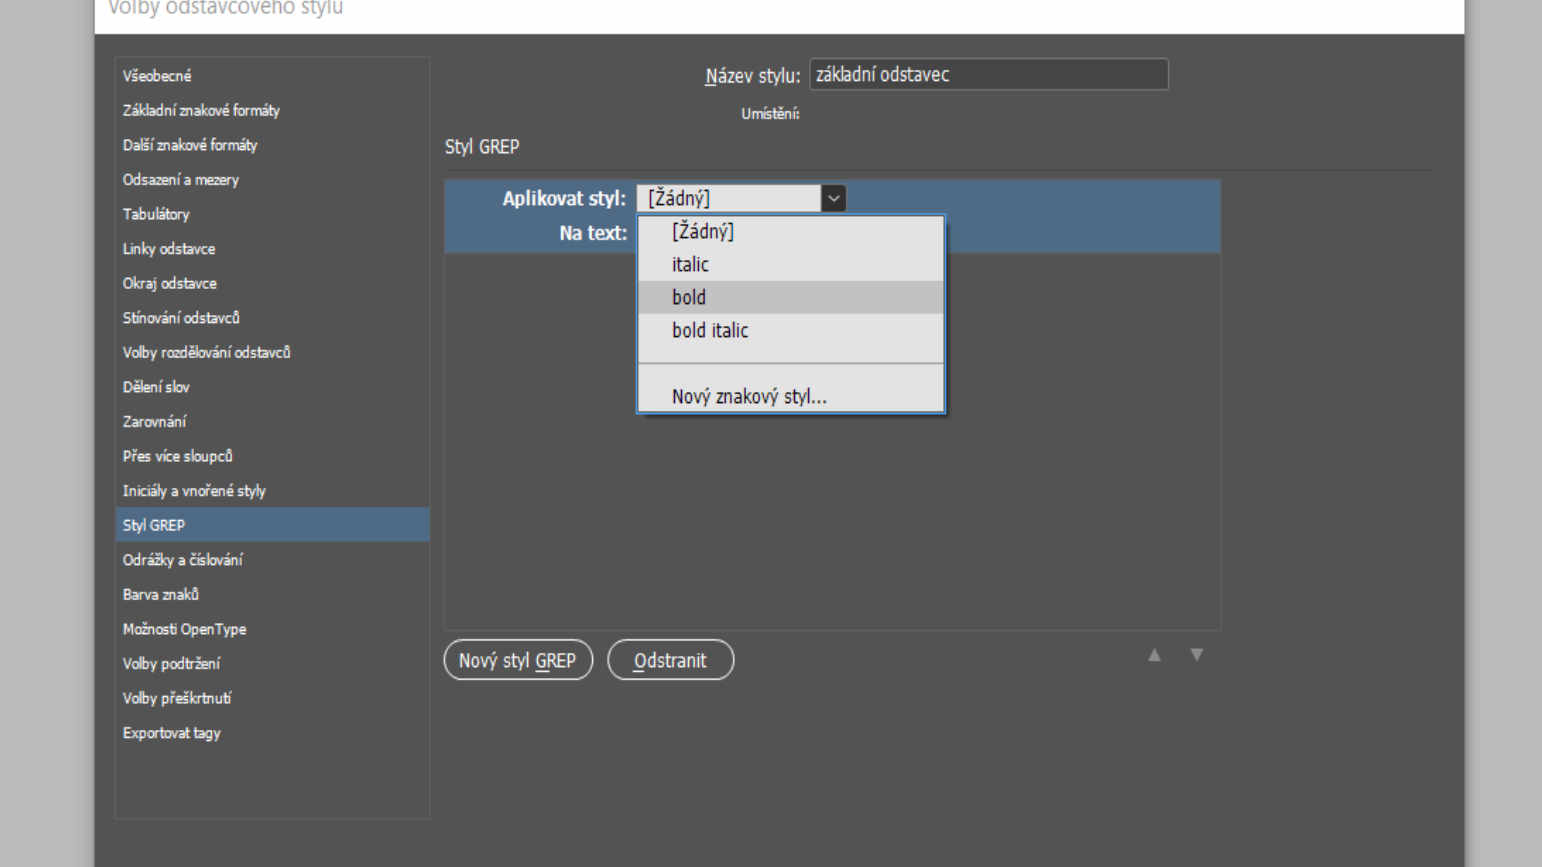 Volby odstavcového stylu
Všeobecné
Základní znakové formáty
Další znakové formáty
Odsazení a mezery
Tabulátory
Linky odstavce
Okraj odstavce
Stínování odstavců
Volby rozdělování odstavců
Dělení slov
Zarovnání
Přes více sloupců
Iniciály a vnořené styly
Styl GREP
Odrážky a číslování
Barva znaků
Možnosti OpenType
Volby podtržení
Volby přeškrtnutí
Exportovat tagy
Název stylu: základní odstavec
Umístění:
Styl GREP
Aplikovat styl: [Žádný]
Na text:
[Žádný]
italic
bold
bold italic
Nový znakový styl...
Nový styl GREP
Odstranit